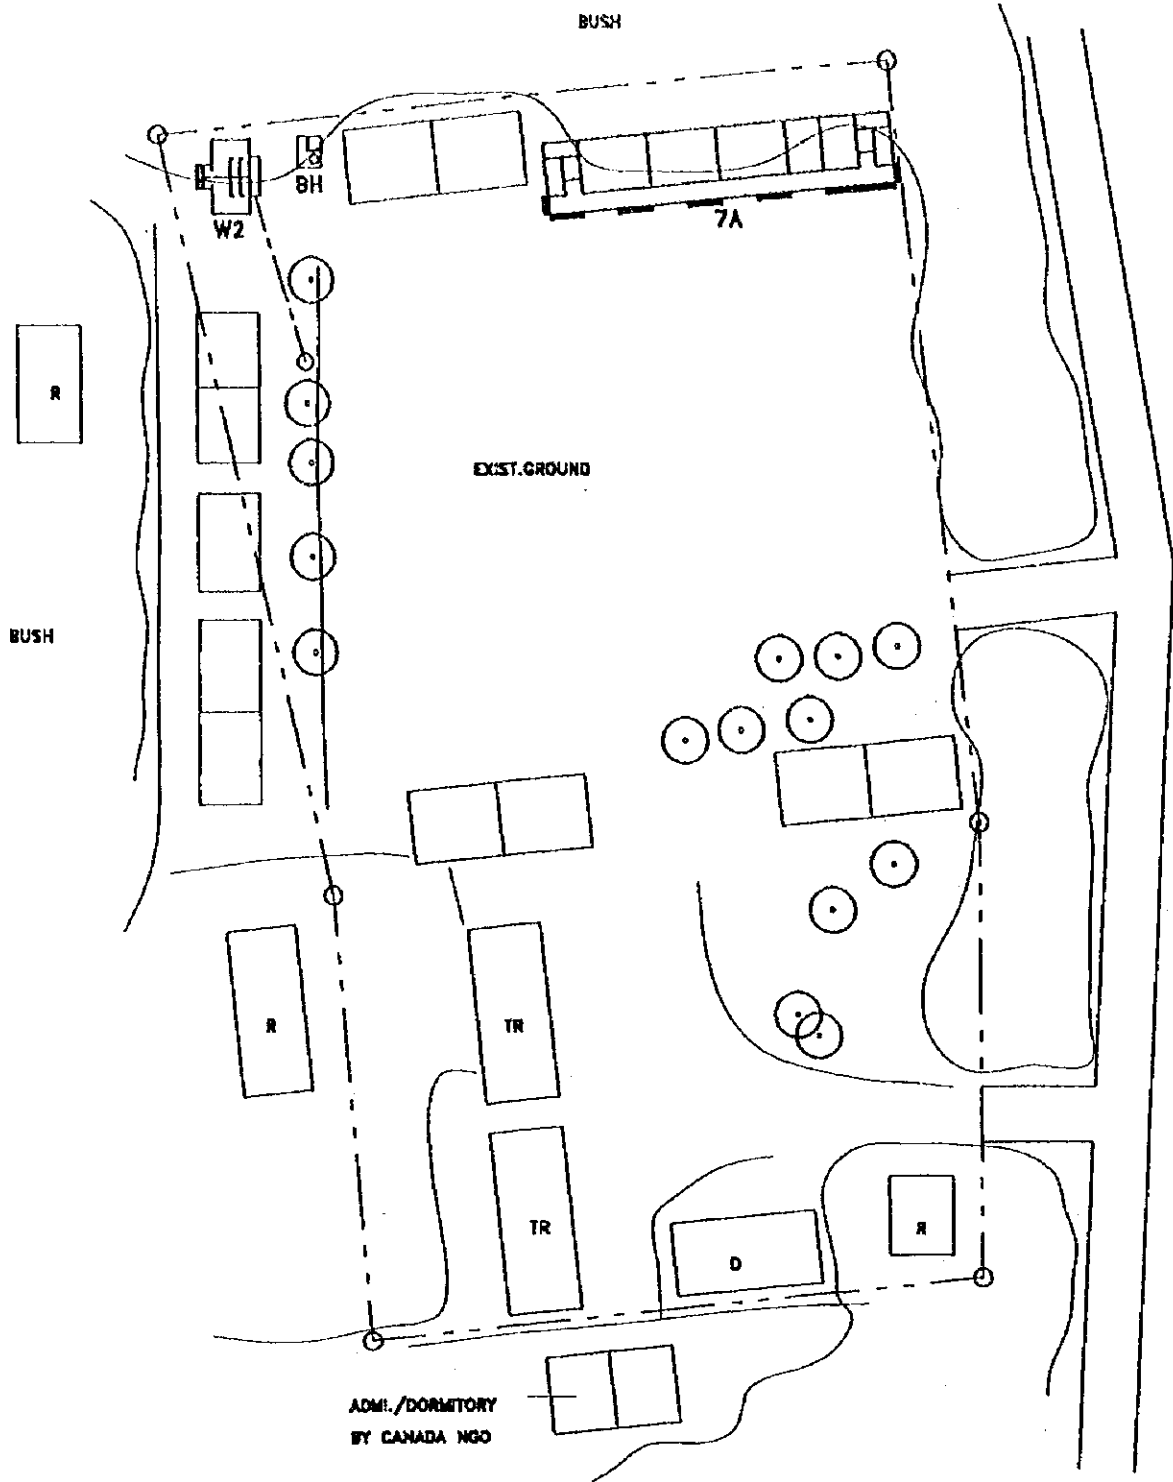 BUSH
BH
W2
7A
R
EXIST.GROUND
BUSH
R
TR
TR
R
D
ADMI./DORMITORY
BY CANADA NGO